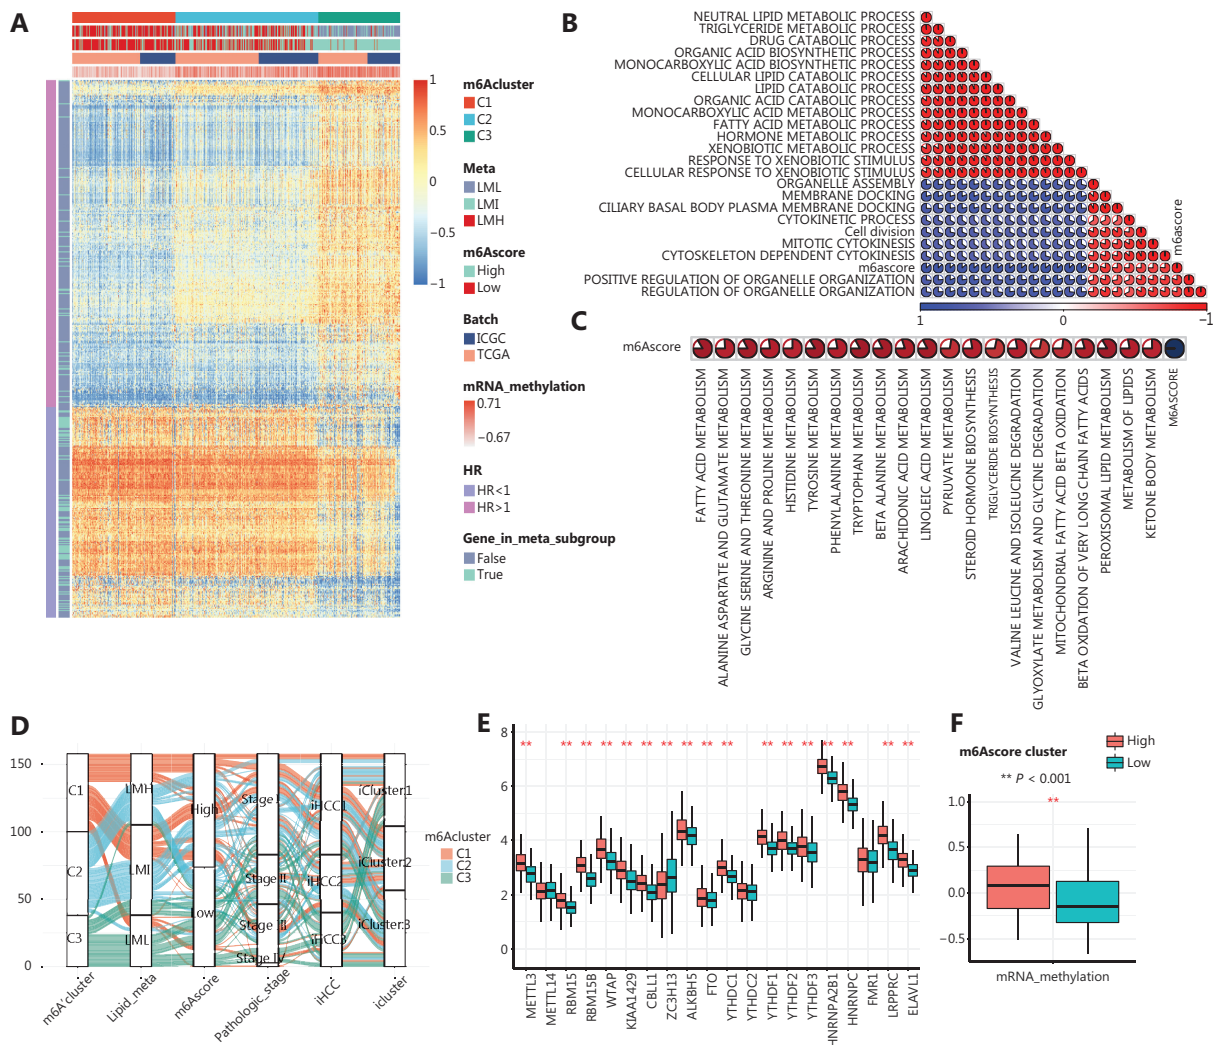 A
1
0.5
0
−0.5
−1
m6Acluster
C1
C2
C3
Meta
LML
LMI
LMH
m6Ascore
High
Low
Batch
ICGC
TCGA
mRNA_methylation
0.71
−0.67
HR
HR<1
HR>1
Gene_in_meta_subgroup
False
True
B
NEUTRAL LIPID METABOLIC PROCESS
TRIGLYCERIDE METABOLIC PROCESS
DRUG CATABOLIC PROCESS
ORGANIC ACID BIOSYNTHETIC PROCESS
MONOCARBOXYLIC ACID BIOSYNTHETIC PROCESS
CELLULAR LIPID CATABOLIC PROCESS
LIPID CATABOLIC PROCESS
ORGANIC ACID CATABOLIC PROCESS
MONOCARBOXYLIC ACID METABOLIC PROCESS
FATTY ACID METABOLIC PROCESS
HORMONE METABOLIC PROCESS
XENOBIOTIC METABOLIC PROCESS
RESPONSE TO XENOBIOTIC STIMULUS
CELLULAR RESPONSE TO XENOBIOTIC STIMULUS
ORGANELLE ASSEMBLY
MEMBRANE DOCKING
CILIARY BASAL BODY PLASMA MEMBRANE DOCKING
CYTOKINETIC PROCESS
Cell division
MITOTIC CYTOKINESIS
CYTOSKELETON DEPENDENT CYTOKINESIS
m6ascore
POSITIVE REGULATION OF ORGANELLE ORGANIZATION
REGULATION OF ORGANELLE ORGANIZATION
m6ascore
1
0
−1
C
m6Ascore
FATTY ACID METABOLISM
ALANINE ASPARTATE AND GLUTAMATE METABOLISM
GLYCINE SERINE AND THREONINE METABOLISM
ARGININE AND PROLINE METABOLISM
HISTIDINE METABOLISM
TYROSINE METABOLISM
PHENYLALANINE METABOLISM
TRYPTOPHAN METABOLISM
BETA ALANINE METABOLISM
ARACHIDONIC ACID METABOLISM
LINOLEIC ACID METABOLISM
PYRUVATE METABOLISM
STEROID HORMONE BIOSYNTHESIS
TRIGLYCERIDE BIOSYNTHESIS
VALINE LEUCINE AND ISOLEUCINE DEGRADATION
GLYOXYLATE METABOLISM AND GLYCINE DEGRADATION
MITOCHONDRIAL FATTY ACID BETA OXIDATION
BETA OXIDATION OF VERY LONG CHAIN FATTY ACIDS
PEROXISOMAL LIPID METABOLISM
METABOLISM OF LIPIDS
KETONE BODY METABOLISM
M6ASCORE
D
150
100
50
0
C1
C2
C3
LMH
LMI
LML
High
Low
Stage I
Stage II
Stage III
Stage IV
iHCC1
iHCC2
iHCC3
iCluster:1
iCluster:2
iCluster:3
m6A cluster
Lipid_meta
m6Ascore
Pathologic_stage
iHCC
icluster
m6Acluster
C1
C2
C3
E
8
6
4
2
0
** ** ** ** ** ** ** ** ** ** ** ** ** ** ** ** **
METTL3
METTL14
RBM15
RBM15B
WTAP
KIAA1429
CBLL1
ZC3H13
ALKBH5
FTO
YTHDC1
YTHDC2
YTHDF1
YTHDF2
YTHDF3
HNRNPA2B1
HNRNPC
FMR1
LRPPRC
ELAVL1
F
m6Ascore cluster
High
Low
** P < 0.001
**
1.0
0.5
0.0
−0.5
mRNA_methylation